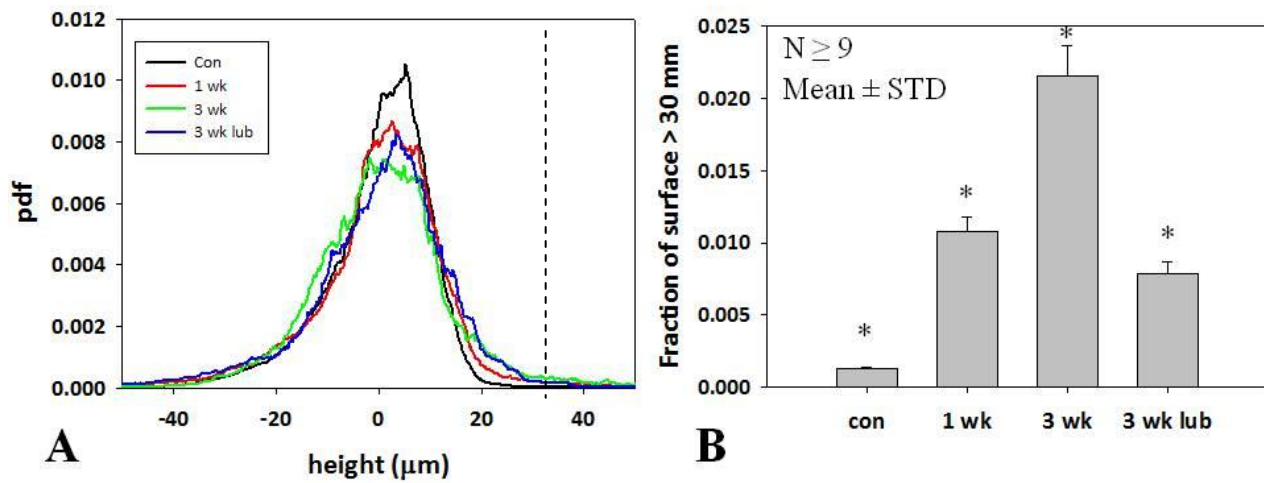 0.012
0.010
0.008
0.006
0.004
0.002
0.000
pdf
Con
1 wk
3 wk
3 wk lub
-40
-20
0
20
40
height (μm)
A
0.025
0.020
0.015
0.010
0.005
0.000
Fraction of surface > 30 mm
N ≥ 9
Mean ± STD
*
*
*
*
con
1 wk
3 wk
3 wk lub
B